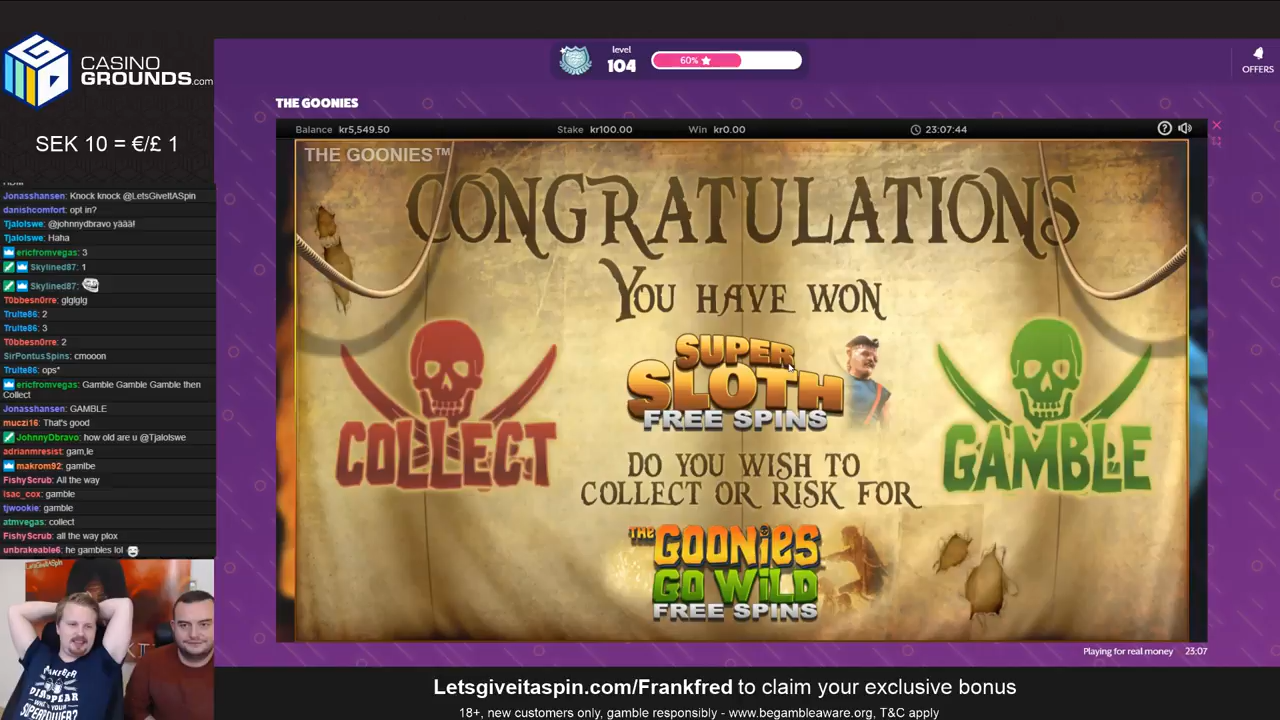 CASINO
GROUNDS.com
SEK 10 = €/£ 1
Jonasshansen: Knock knock @LetsGiveItASpin
danishcomfort: opt in?
Tjalolswe: @johnnydbravo yäää!
Tjalolswe: Haha
ericfromvegas: 3
Skylined87: 1
Skylined87:
T0bbesn0rre: glglglg
Truite86: 2
Truite86: 3
T0bbesn0rre: 2
SirPontusSpins: cmooon
Truite86: ops*
ericfromvegas: Gamble Gamble Gamble then
Collect
Jonasshansen: GAMBLE
muczi16: That's good
JohnnyDbravo: how old are u @Tjalolswe
adrianmresist: gam,le
makrom92: gamlbe
FishyScrub: All the way
isac_cox: gamble
tjwookie: gamble
atmvegas: collect
FishyScrub: all the way plox
unbrakeable6: he gambles lol
level
104
60%
OFFERS
THE GOONIES
Balance kr5,549.50 Stake kr100.00 Win kr0.00 23:07:44
THE GOONIES™
CONGRATULATIONS
YOU HAVE WON
SUPER
SLOTH
FREE SPINS
COLLECT
GAMBLE
DO YOU WISH TO
COLLECT OR RISK FOR
THE
GOONIES
GO WILD
FREE SPINS
Playing for real money 23:07
Letsgiveitaspin.com/Frankfred to claim your exclusive bonus
18+, new customers only, gamble responsibly - www.begambleaware.org, T&C apply